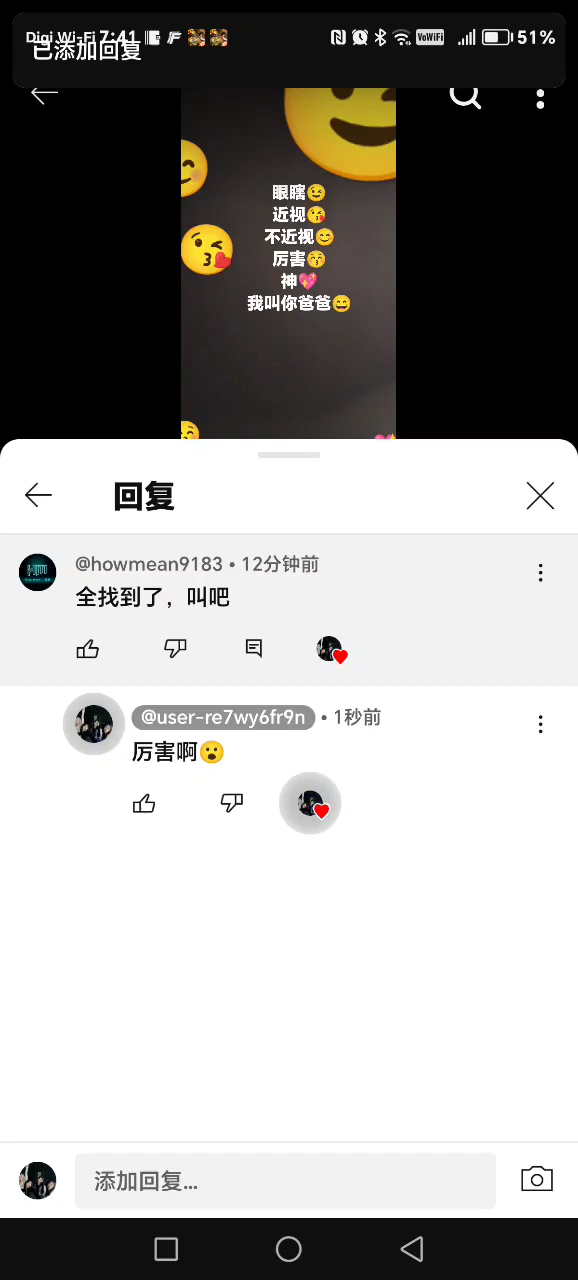 Digi Wi-Fi 7:41 VoWiFi 51%
已添加回复
眼瞎😉
近视😘
不近视😊
厉害😚
神💖
我叫你爸爸😄
回复
@howmean9183 • 12分钟前
全找到了，叫吧
@user-re7wy6fr9n • 1秒前
厉害啊😮
添加回复...